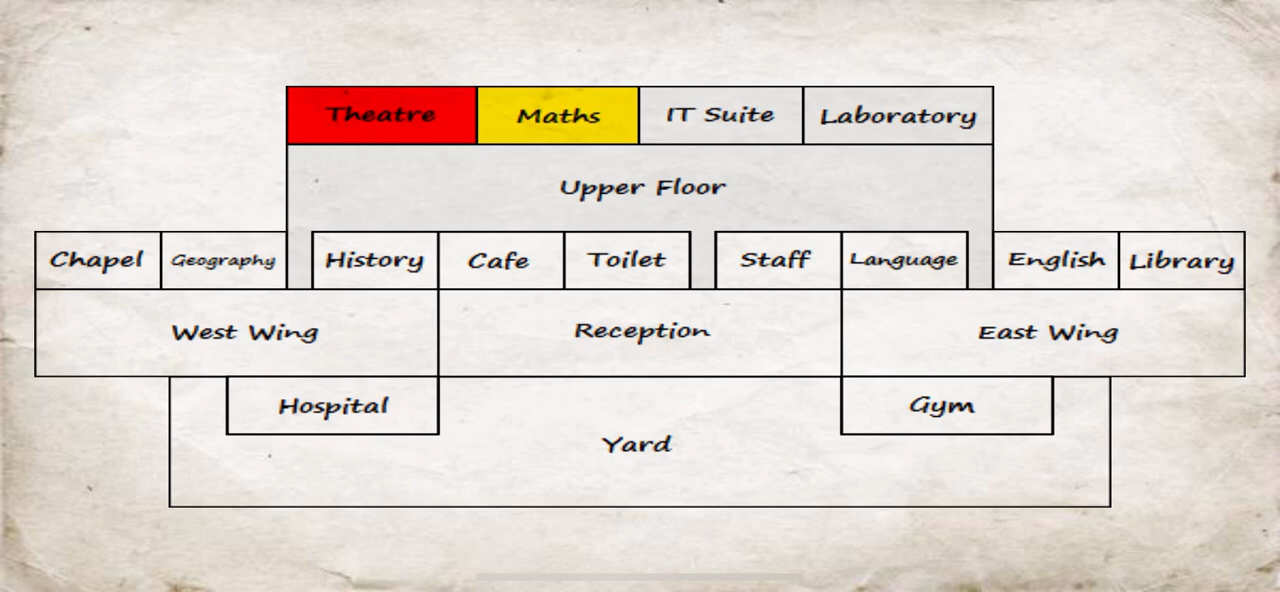 Theatre
Maths
IT Suite
Laboratory
Upper Floor
Chapel
Geography
History
Cafe
Toilet
Staff
Language
English
Library
West Wing
Reception
East Wing
Hospital
Gym
Yard